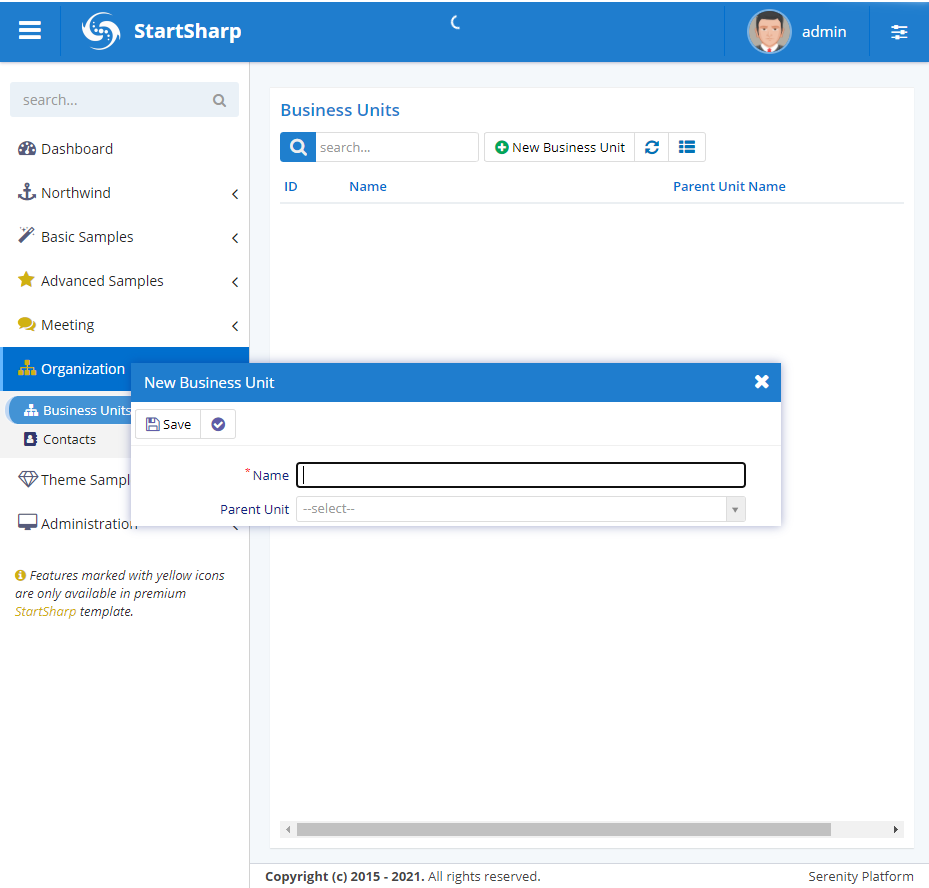 StartSharp
admin
search...
Dashboard
Northwind
Basic Samples
Advanced Samples
Meeting
Organization
Business Units
Contacts
Theme Sampl
Administration
Features marked with yellow icons
are only available in premium
StartSharp template.
Business Units
search...
New Business Unit
ID Name Parent Unit Name
New Business Unit
Save
* Name
Parent Unit --select--
Copyright (c) 2015 - 2021. All rights reserved.
Serenity Platform